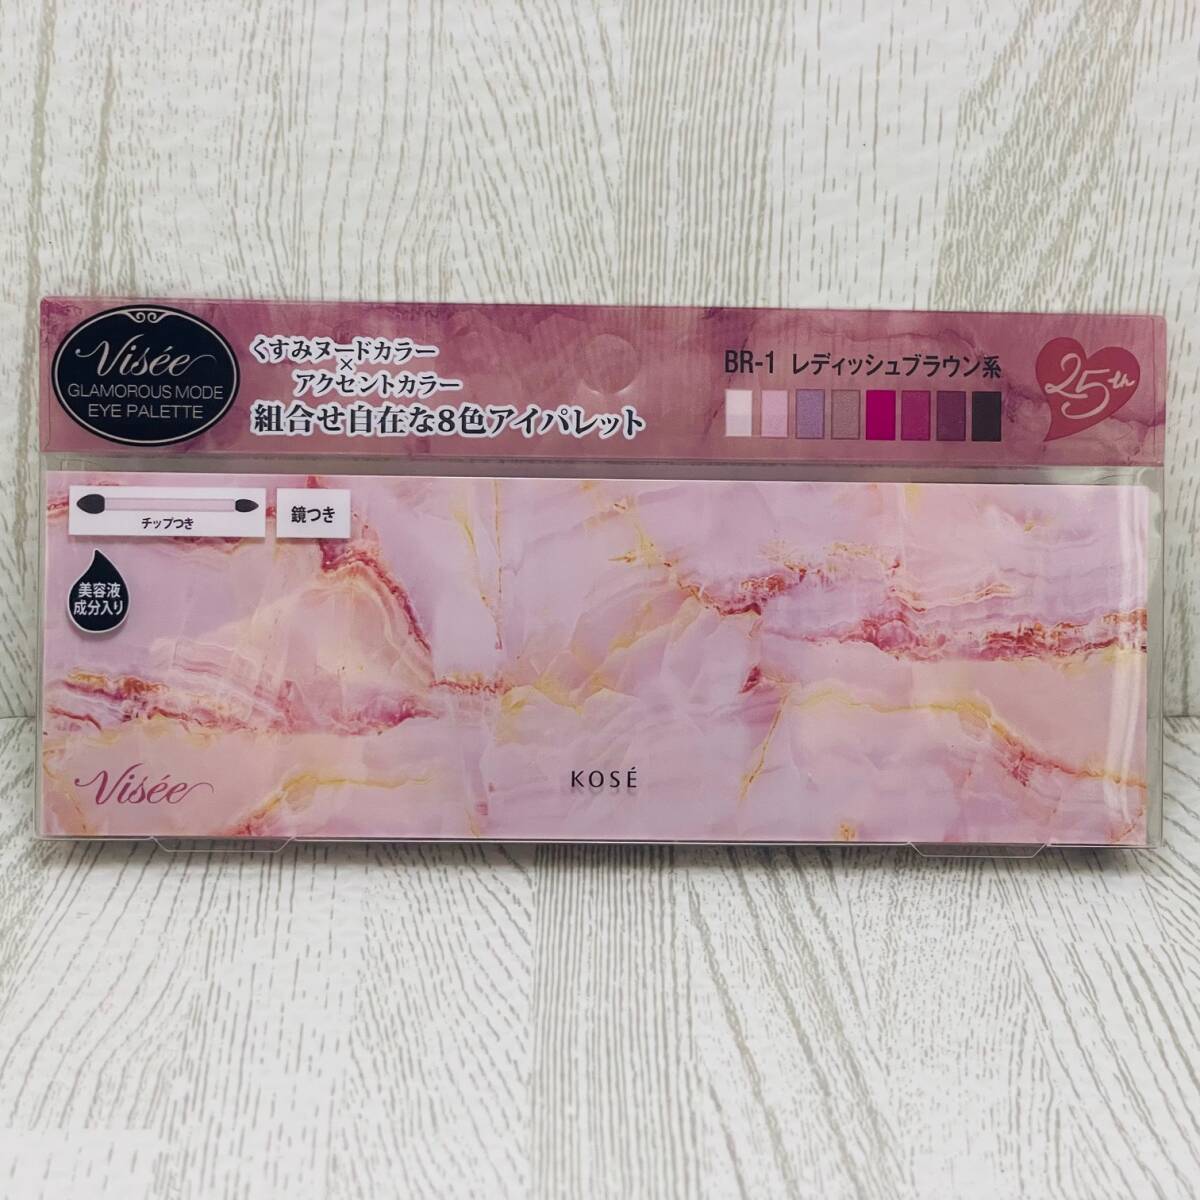 Visée
GLAMOROUS MODE
EYE PALETTE
くすみヌードカラー
×
アクセントカラー
組合せ自在な8色アイパレット
BR-1 レディッシュブラウン系
25th
チップつき
鏡つき
美容液
成分入り
Visée
KOSÉ